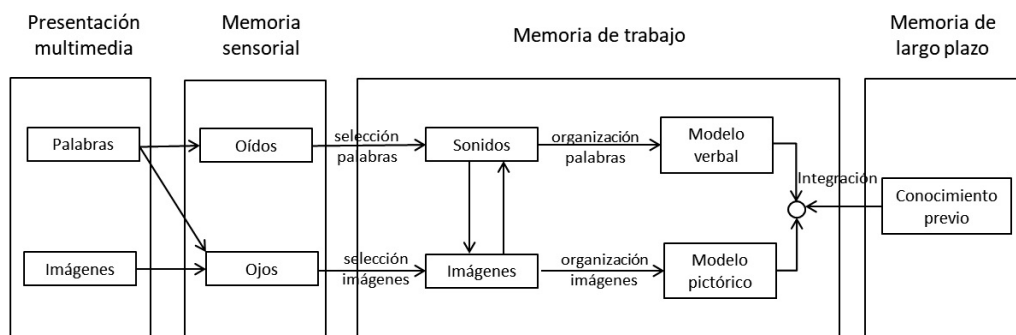 Presentación
multimedia
Memoria
sensorial
Memoria de trabajo
Memoria de
largo plazo
Palabras
Oídos
selección
palabras
Sonidos
organización
palabras
Modelo
verbal
Integración
Conocimiento
previo
Imágenes
Ojos
selección
imágenes
Imágenes
organización
imágenes
Modelo
pictórico